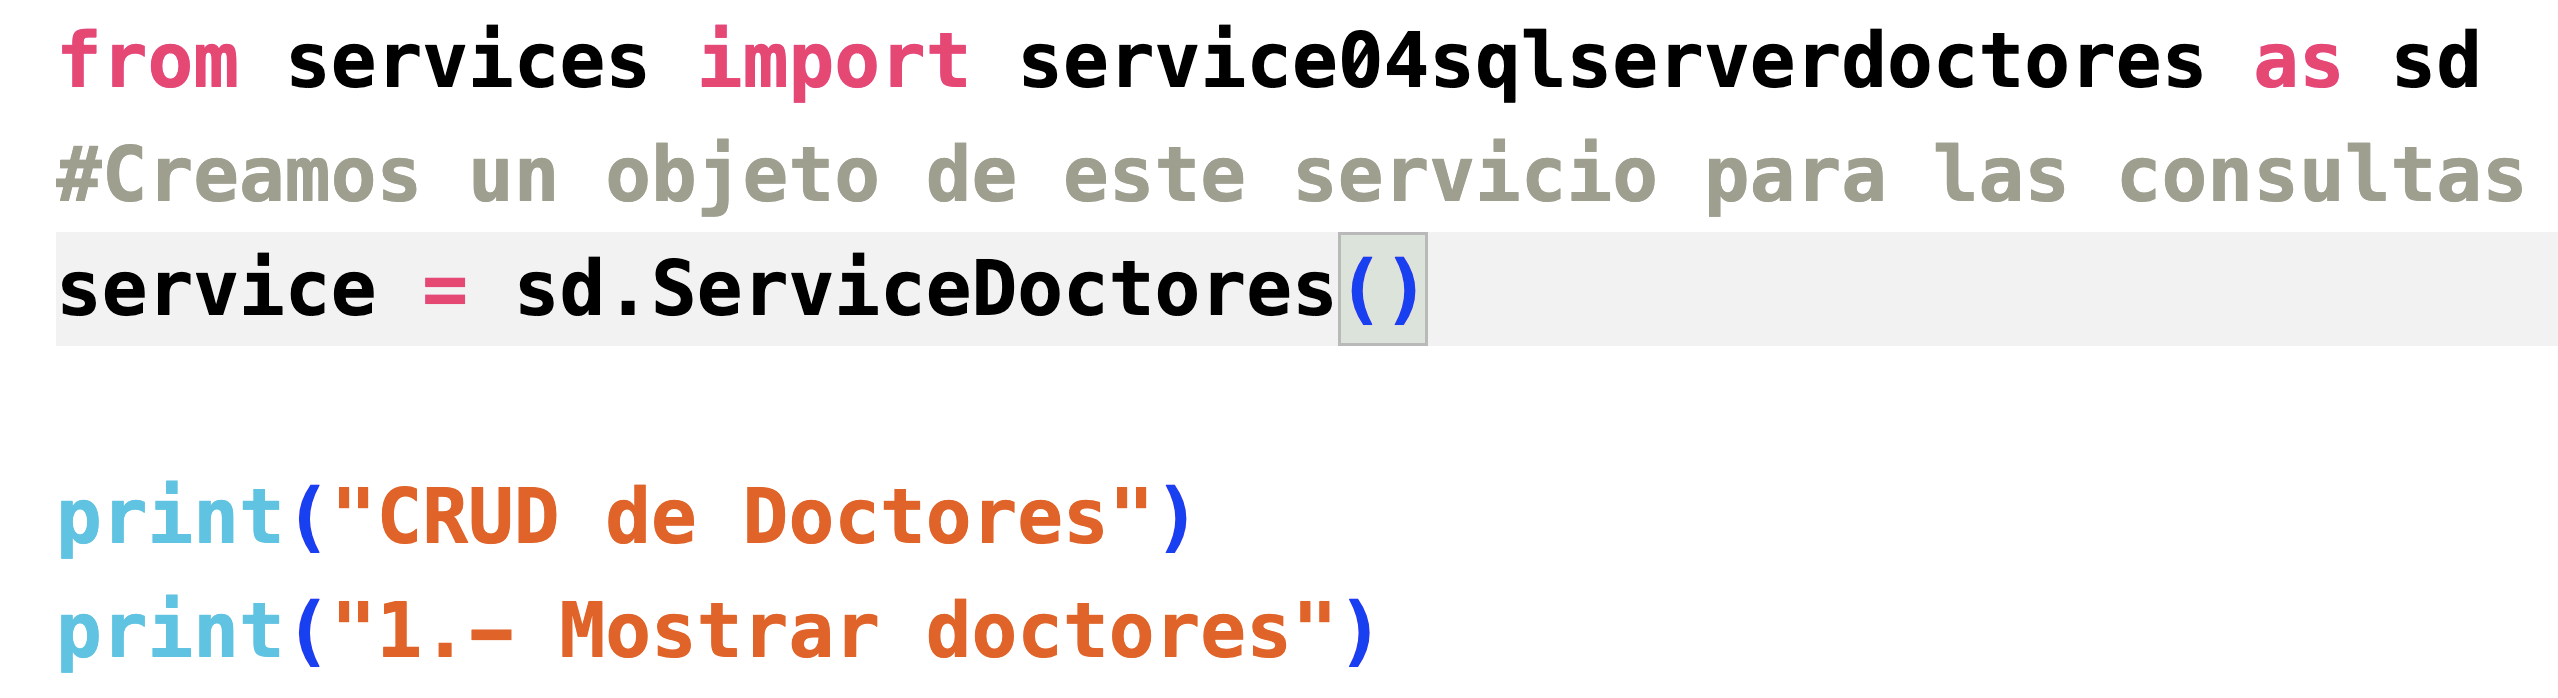 from services import service04sqlserverdoctores as sd
#Creamos un objeto de este servicio para las consultas
service = sd.ServiceDoctores()
print("CRUD de Doctores")
print("1.– Mostrar doctores")